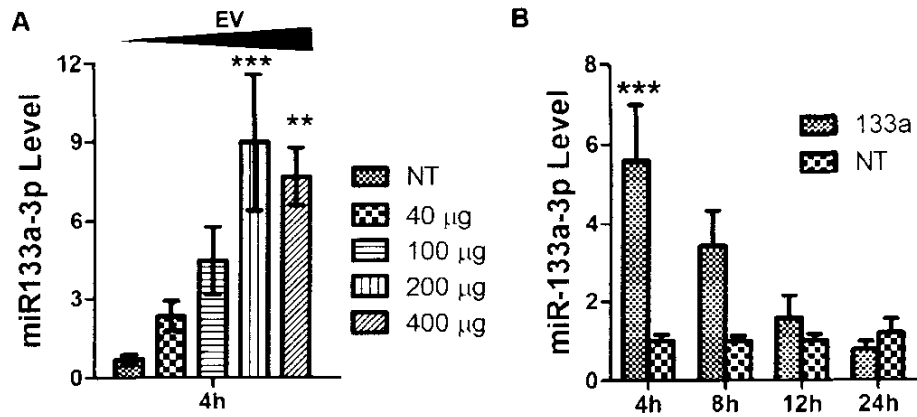 A
EV
miR133a-3p Level
12
9
6
3
0
***
**
4h
NT
40 μg
100 μg
200 μg
400 μg
B
miR-133a-3p Level
8
6
4
2
0
***
133a
NT
4h
8h
12h
24h